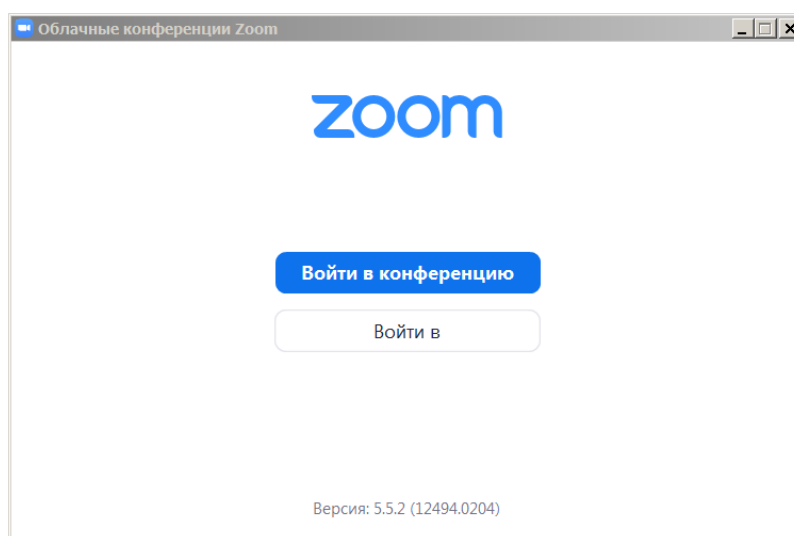 Облачные конференции Zoom
zoom
Войти в конференцию
Войти в
Версия: 5.5.2 (12494.0204)